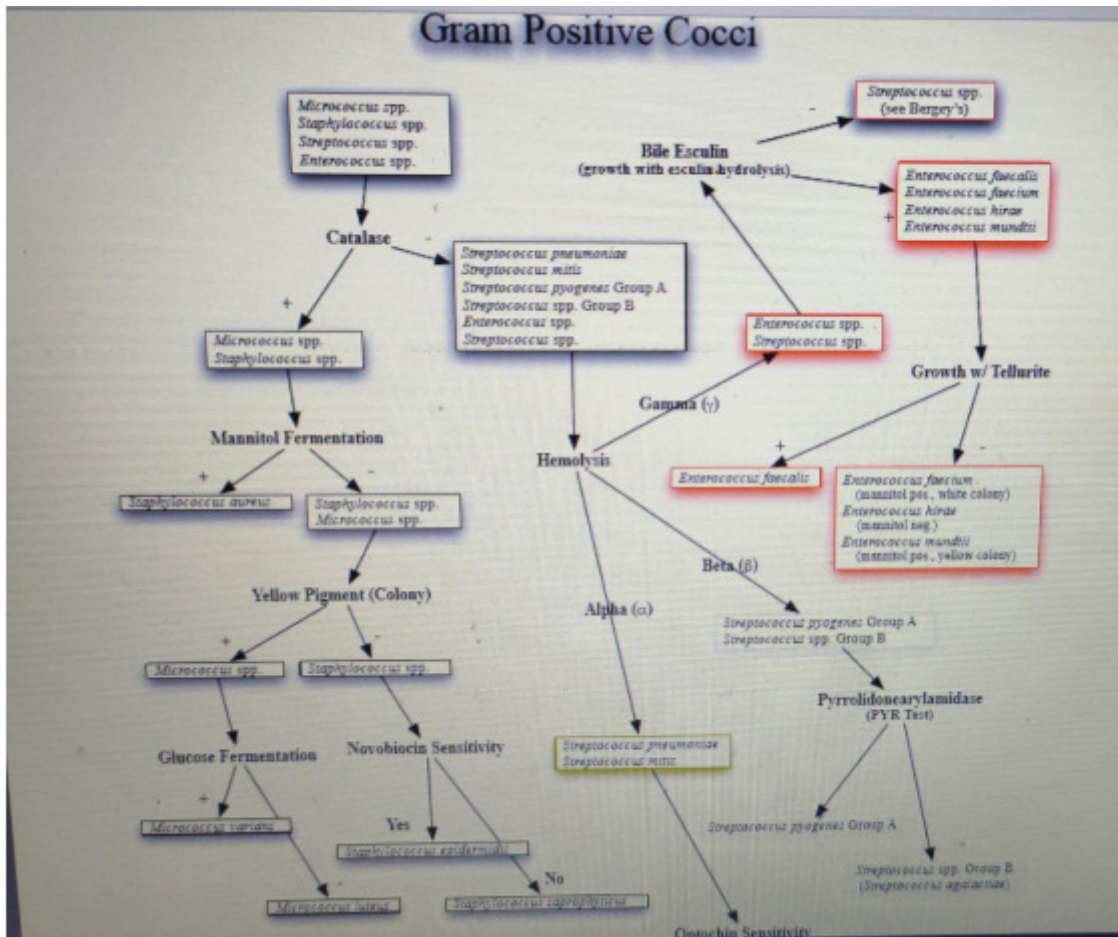 Gram Positive Cocci
Micrococcus spp.
Staphylococcus spp.
Streptococcus spp.
Enterococcus spp.
Catalase
-
+
Micrococcus spp.
Staphylococcus spp.
Mannitol Fermentation
+
-
Staphylococcus aureus
Staphylococcus spp.
Micrococcus spp.
Yellow Pigment (Colony)
+
-
Micrococcus spp.
Staphylococcus spp.
Glucose Fermentation
+
Micrococcus varians
Micrococcus luteus
Novobiocin Sensitivity
Yes
Staphylococcus epidermidis
No
Staphylococcus saprophyticus
Streptococcus pneumoniae
Streptococcus mitis
Streptococcus pyogenes Group A
Streptococcus spp. Group B
Enterococcus spp.
Streptococcus spp.
Hemolysis
Gamma (γ)
Enterococcus spp.
Streptococcus spp.
Bile Esculin
(growth with esculin hydrolysis)
-
Streptococcus spp.
(see Bergey's)
+
Enterococcus faecalis
Enterococcus faecium
Enterococcus hirae
Enterococcus mundtii
Growth w/ Tellurite
+
-
Enterococcus faecalis
Enterococcus faecium
(mannitol pos., white colony)
Enterococcus hirae
(mannitol neg.)
Enterococcus mundtii
(mannitol pos., yellow colony)
Beta (β)
Streptococcus pyogenes Group A
Streptococcus spp. Group B
Pyrrolidonearylamidase
(PYR Test)
Streptococcus pyogenes Group A
Streptococcus spp. Group B
(Streptococcus agalactiae)
Alpha (α)
Streptococcus pneumoniae
Streptococcus mitis
Optochin Sensitivity